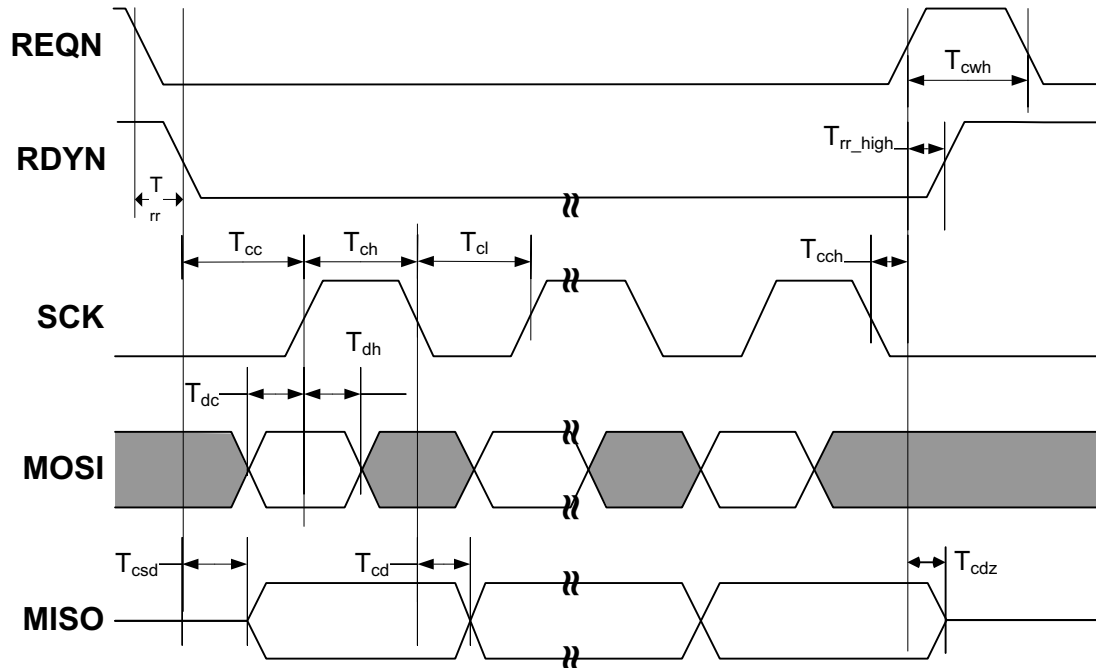 REQN
T_cwh
RDYN
T_rr_high
T_rr
T_cc
T_ch
T_cl
T_cch
SCK
T_dh
T_dc
MOSI
T_csd
T_cd
T_cdz
MISO